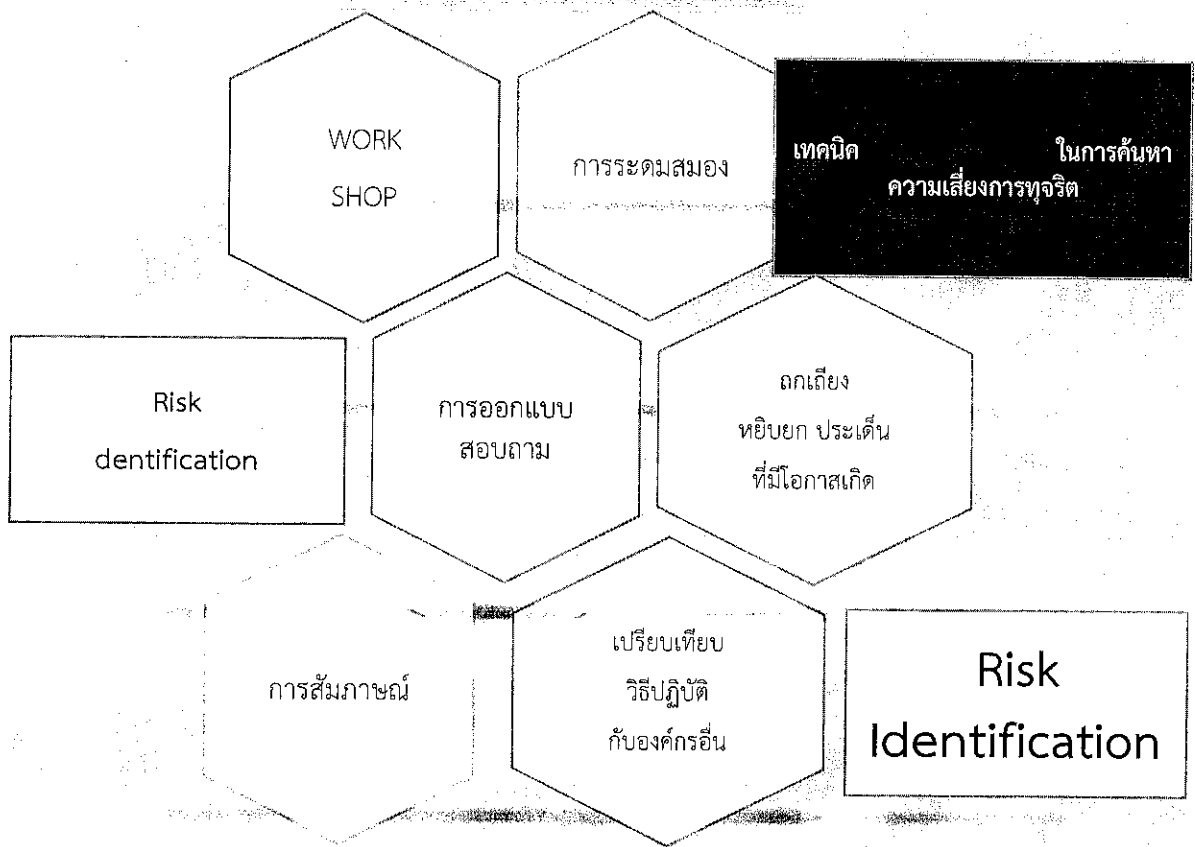 WORK
SHOP
การระดมสมอง
เทคนิค ในการค้นหา
ความเสี่ยงการทุจริต
Risk
dentification
การออกแบบ
สอบถาม
ถกเถียง
หยิบยก ประเด็น
ที่มีโอกาสเกิด
การสัมภาษณ์
เปรียบเทียบ
วิธีปฏิบัติ
กับองค์กรอื่น
Risk
Identification